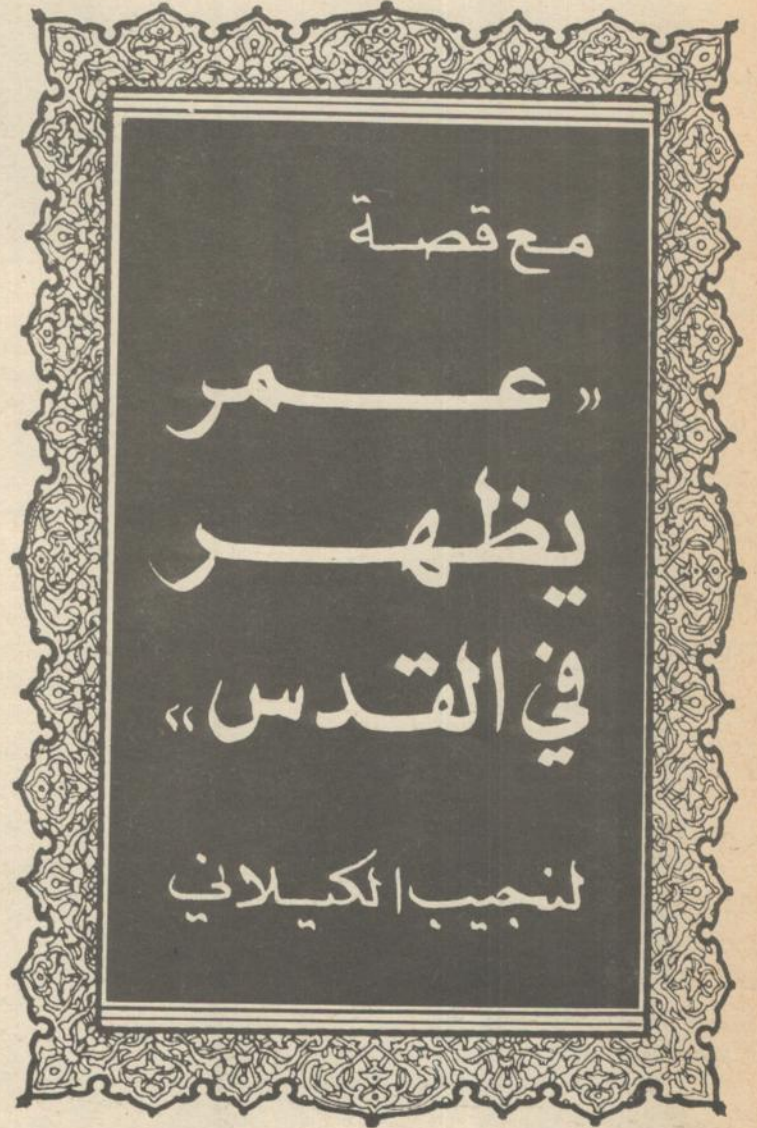 مع قصة
« عمر
يظهر
في القدس »
لنجيب الكيلاني